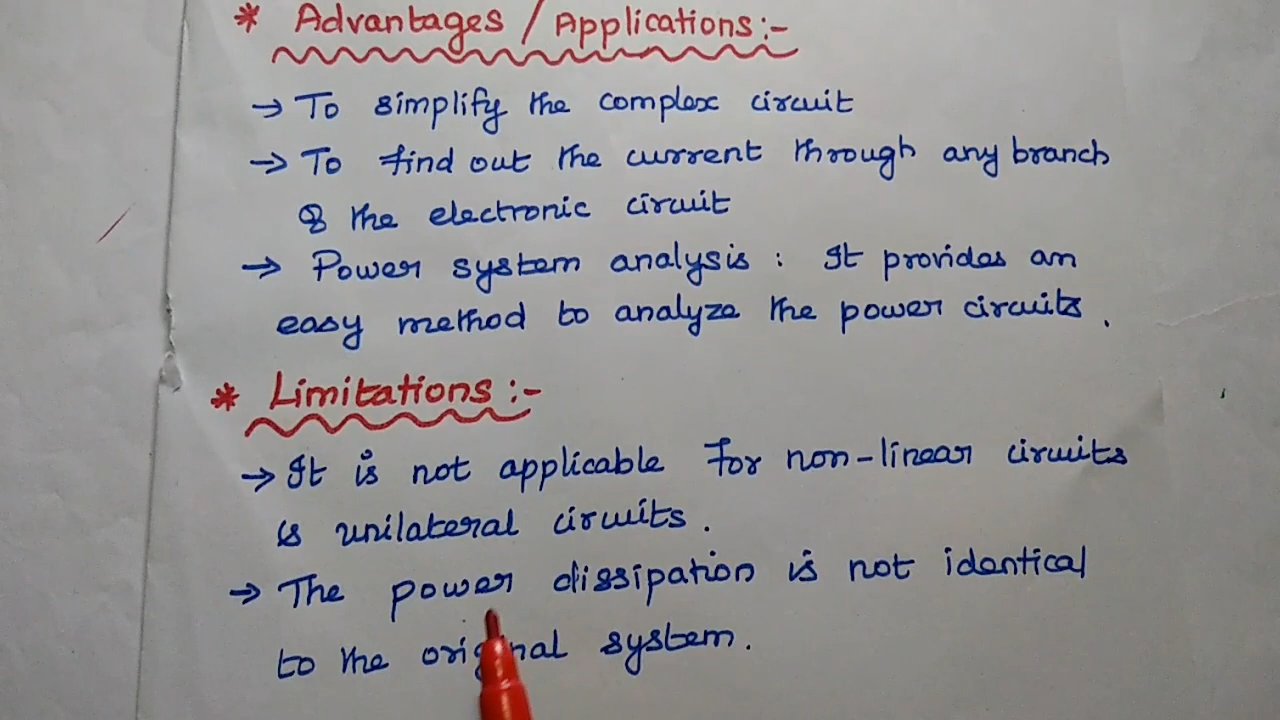 * Advantages / Applications :-
→ To simplify the complex circuit
→ To find out the current through any branch
of the electronic circuit
→ Power system analysis : It provides an
easy method to analyze the power circuits.
* Limitations :-
→ It is not applicable for non-linear circuits
& unilateral circuits.
→ The power dissipation is not identical
to the original system.